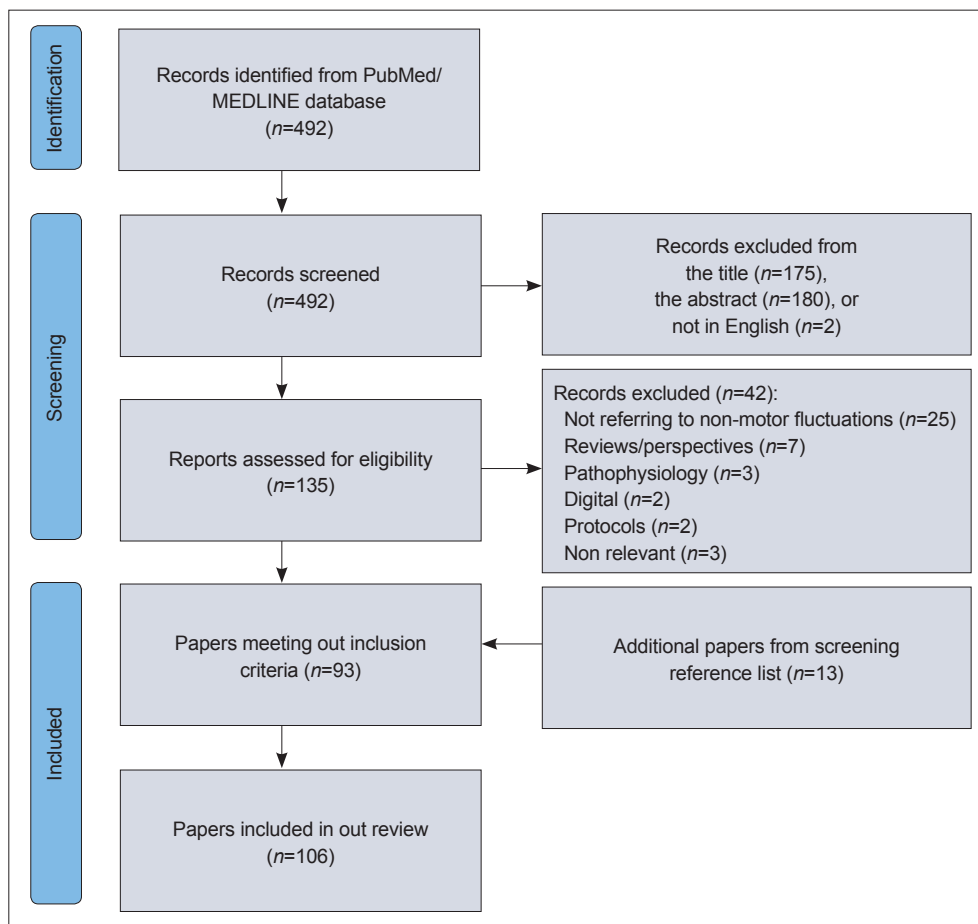 Identification
Records identified from PubMed/
MEDLINE database
(n=492)
Screening
Records screened
(n=492)
Records excluded from
the title (n=175),
the abstract (n=180), or
not in English (n=2)
Reports assessed for eligibility
(n=135)
Records excluded (n=42):
Not referring to non-motor fluctuations (n=25)
Reviews/perspectives (n=7)
Pathophysiology (n=3)
Digital (n=2)
Protocols (n=2)
Non relevant (n=3)
Included
Papers meeting out inclusion
criteria (n=93)
Additional papers from screening
reference list (n=13)
Papers included in out review
(n=106)